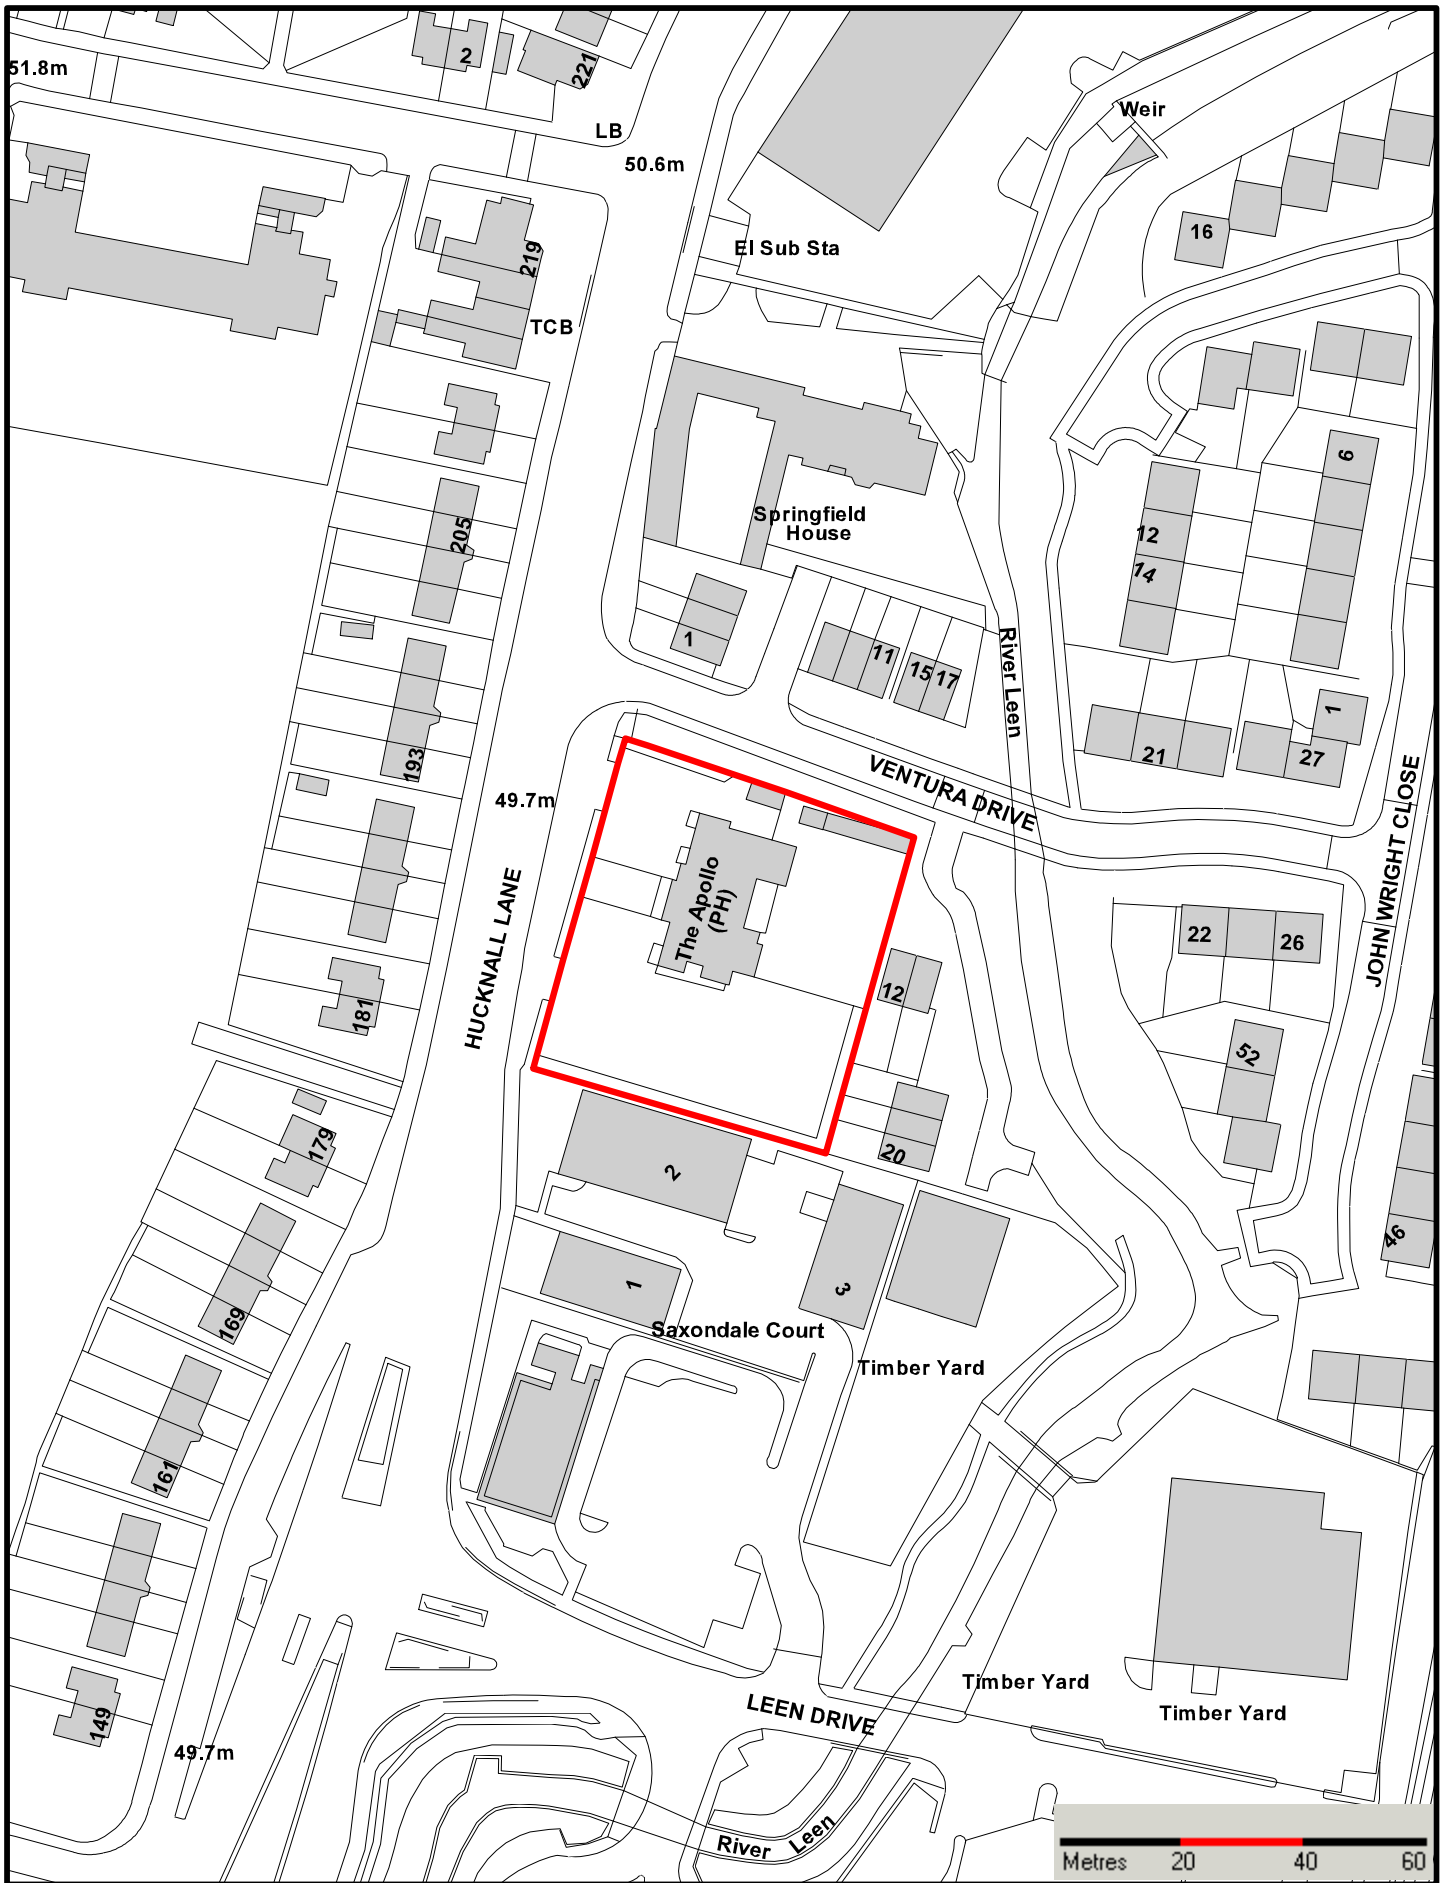 51.8m
2
221
LB
50.6m
Weir
16
El Sub Sta
219
TCB
6
205
12
14
Springfield
House
1
11
15
17
River Leen
1
21
27
193
VENTURA DRIVE
49.7m
JOHN WRIGHT CLOSE
HUCKNALL LANE
The Apollo
(PH)
22
26
12
181
52
179
20
2
46
3
1
169
Saxondale Court
Timber Yard
161
Timber Yard
Timber Yard
LEEN DRIVE
149
49.7m
River Leen
Metres 20 40 60